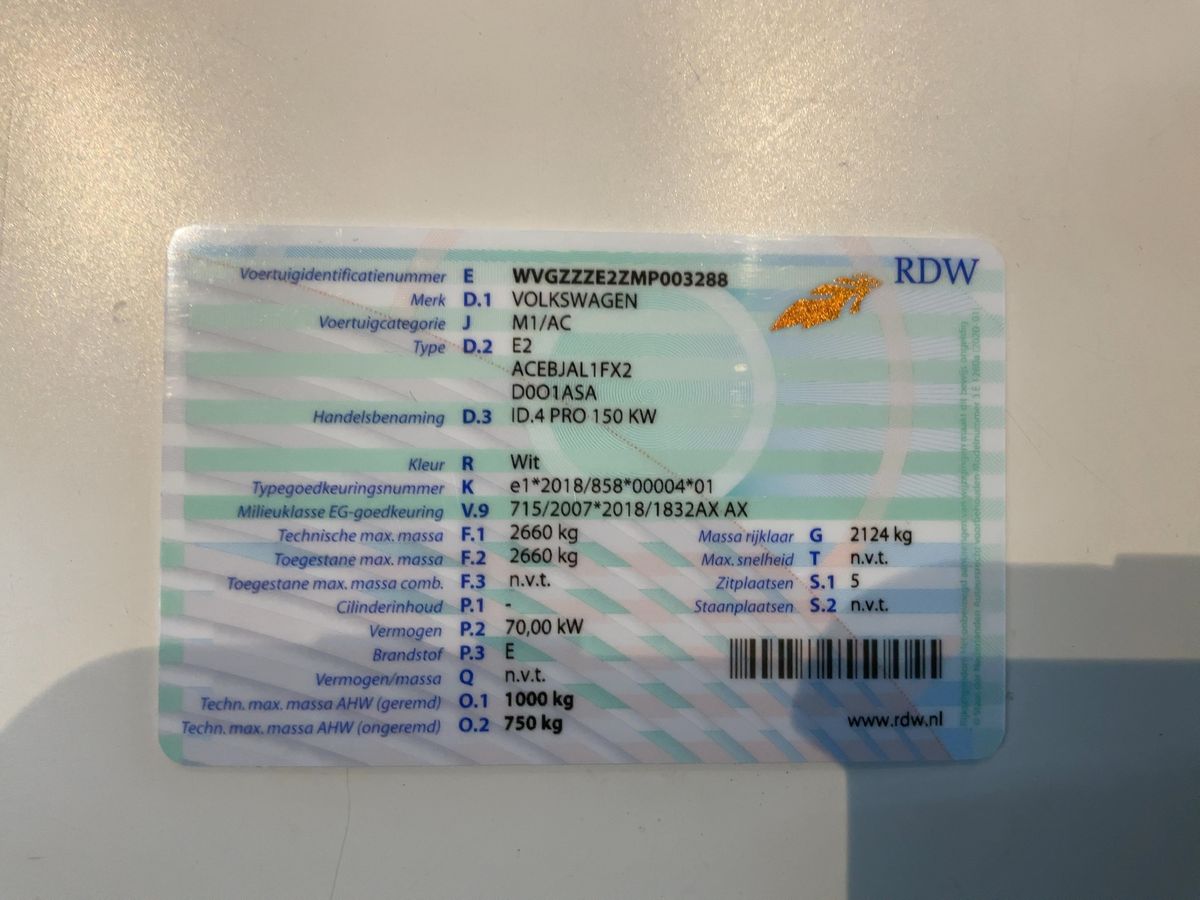 RDW
Voertuigidentificatienummer E WVGZZZE2ZMP003288
Merk D.1 VOLKSWAGEN
Voertuigcategorie J M1/AC
Type D.2 E2
ACEBJAL1FX2
D0O1ASA
Handelsbenaming D.3 ID.4 PRO 150 KW
Kleur R Wit
Typegoedkeuringsnummer K e1*2018/858*00004*01
Milieuklasse EG-goedkeuring V.9 715/2007*2018/1832AX AX
Technische max. massa F.1 2660 kg Massa rijklaar G 2124 kg
Toegestane max. massa F.2 2660 kg Max. snelheid T n.v.t.
Toegestane max. massa comb. F.3 n.v.t. Zitplaatsen S.1 5
Cilinderinhoud P.1 - Staanplaatsen S.2 n.v.t.
Vermogen P.2 70,00 kW
Brandstof P.3 E
Vermogen/massa Q n.v.t.
Techn. max. massa AHW (geremd) O.1 1000 kg
Techn. max. massa AHW (ongeremd) O.2 750 kg
www.rdw.nl